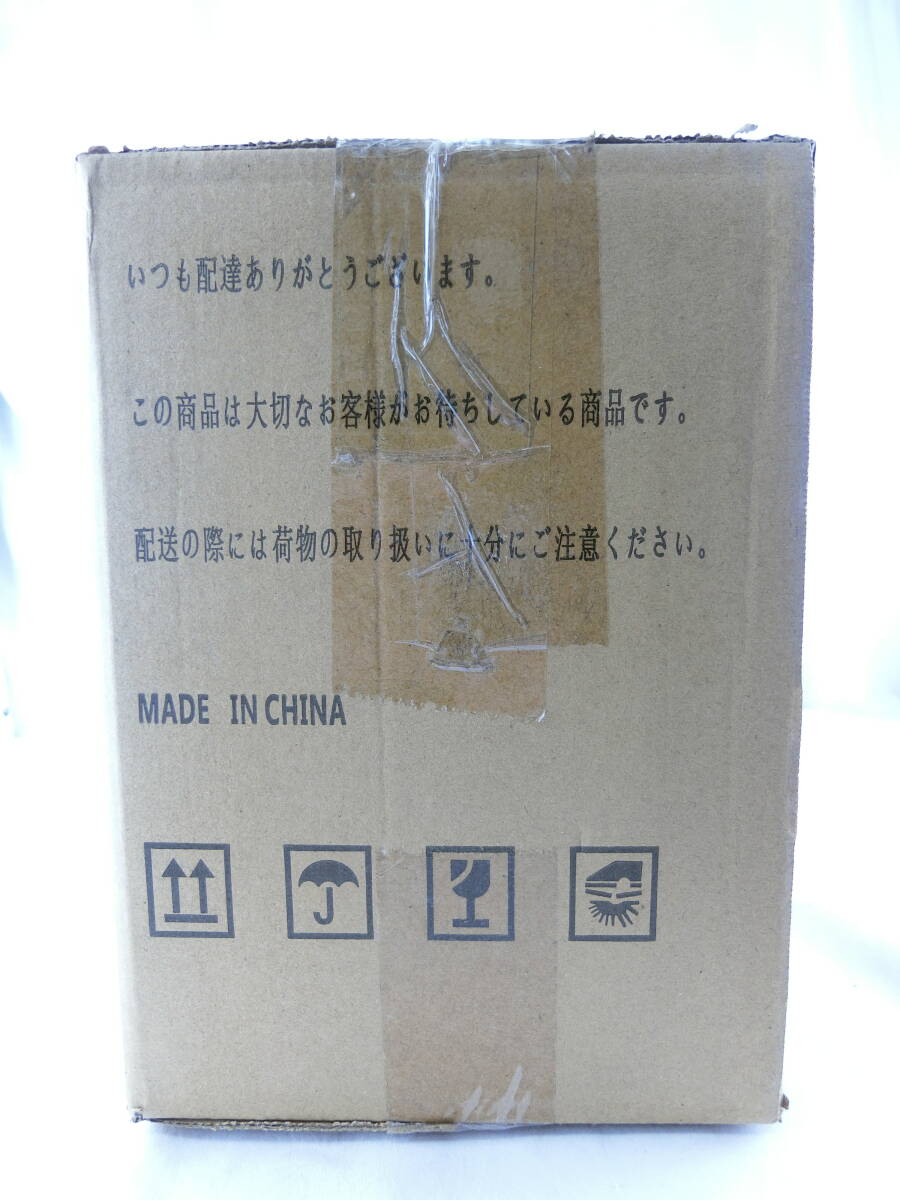 いつも配達ありがとうございます。
この商品は大切なお客様がお待ちしている商品です。
配送の際には荷物の取り扱いに十分にご注意ください。
MADE IN CHINA